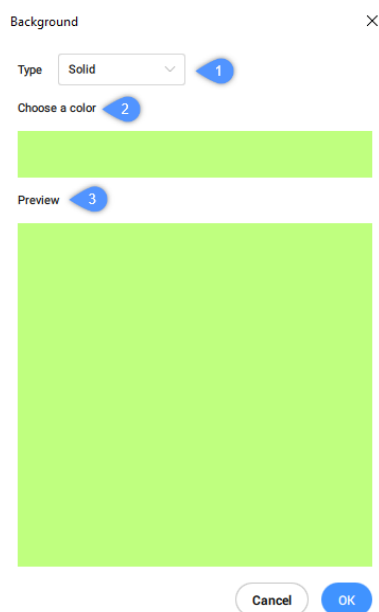 Background
Type Solid 1
Choose a color 2
Preview 3
Cancel OK